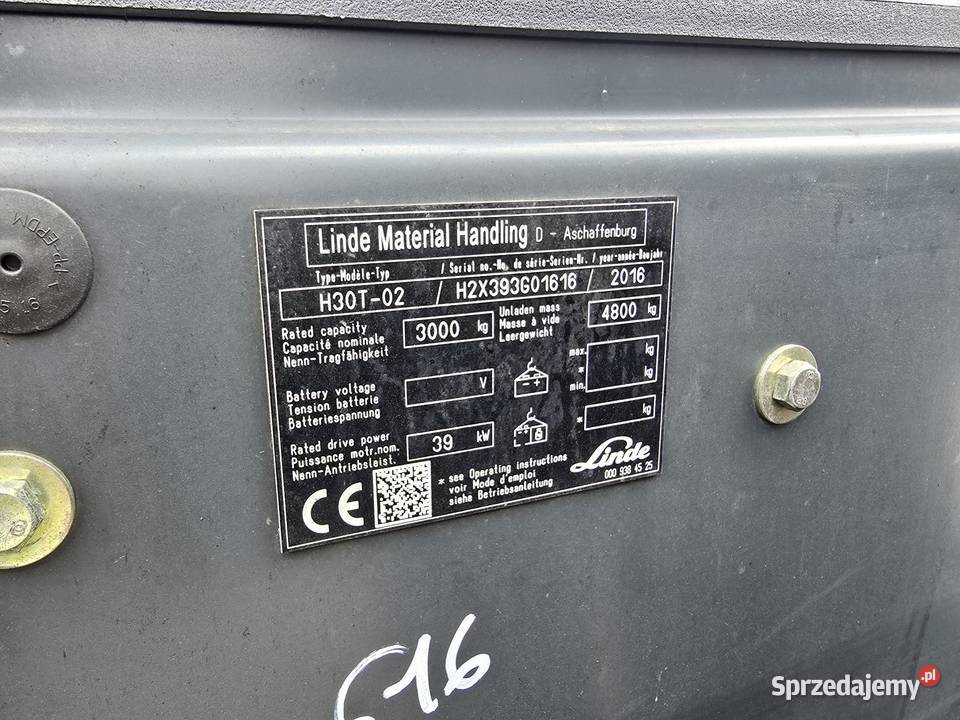 PP-EPDM
Linde Material Handling D - Aschaffenburg
Type-Modèle-Typ / Serial no.-No. de série-Serien-Nr. / year-année-Baujahr
H30T-02 / H2X393G01616 / 2016
Rated capacity
Capacité nominale
Nenn-Tragfähigkeit
3000 kg
Unladen mass
Masse à vide
Leergewicht
4800 kg
Battery voltage
Tension batterie
Batteriespannung
V
- +
max. kg
* kg
min.
Rated drive power
Puissance motr.nom.
Nenn-Antriebsleist.
39 kW
- +
* kg
CE
* see Operating instructions
voir Mode d'emploi
siehe Betriebsanleitung
Linde
000 938 45 25
616
Sprzedajemy.pl